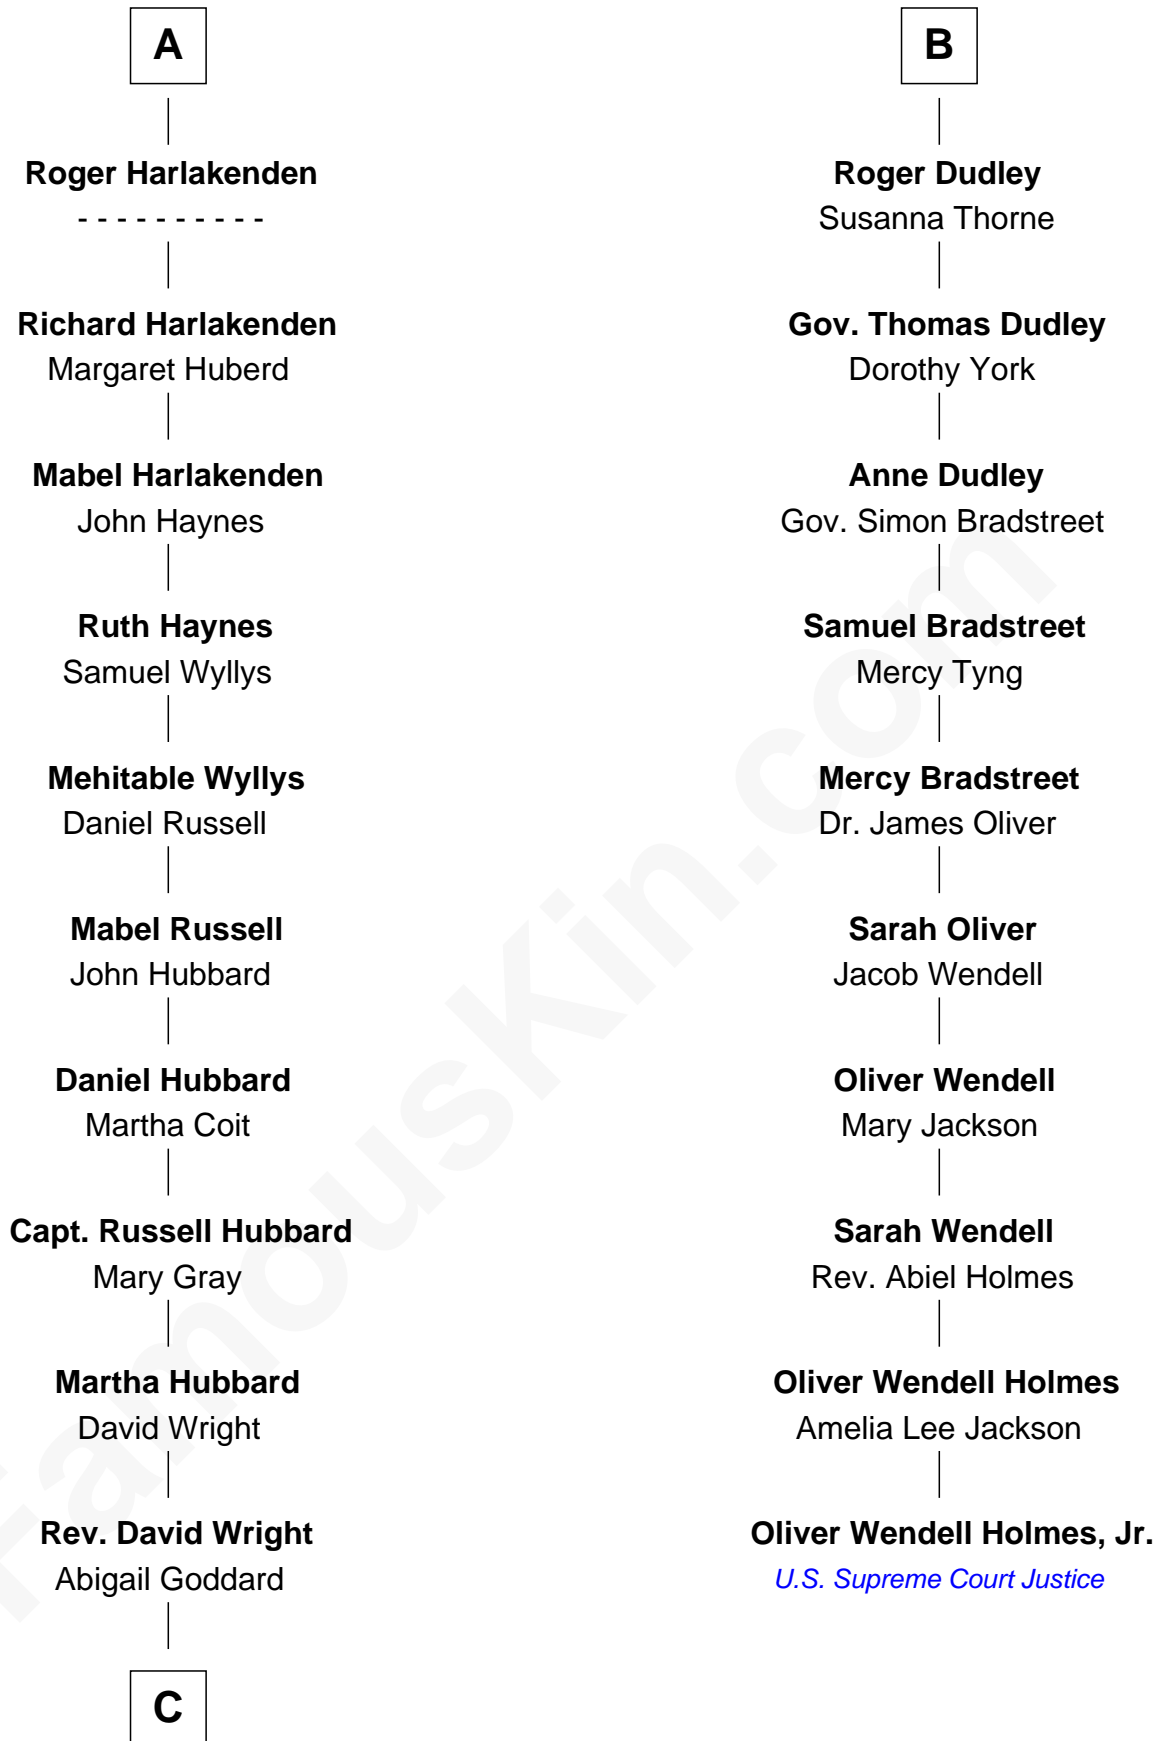 A
Roger Harlakenden
- - - - - - - - - -
Richard Harlakenden
Margaret Huberd
Mabel Harlakenden
John Haynes
Ruth Haynes
Samuel Wyllys
Mehitable Wyllys
Daniel Russell
Mabel Russell
John Hubbard
Daniel Hubbard
Martha Coit
Capt. Russell Hubbard
Mary Gray
Martha Hubbard
David Wright
Rev. David Wright
Abigail Goddard
C
B
Roger Dudley
Susanna Thorne
Gov. Thomas Dudley
Dorothy York
Anne Dudley
Gov. Simon Bradstreet
Samuel Bradstreet
Mercy Tyng
Mercy Bradstreet
Dr. James Oliver
Sarah Oliver
Jacob Wendell
Oliver Wendell
Mary Jackson
Sarah Wendell
Rev. Abiel Holmes
Oliver Wendell Holmes
Amelia Lee Jackson
Oliver Wendell Holmes, Jr.
U.S. Supreme Court Justice
FamousKin.com